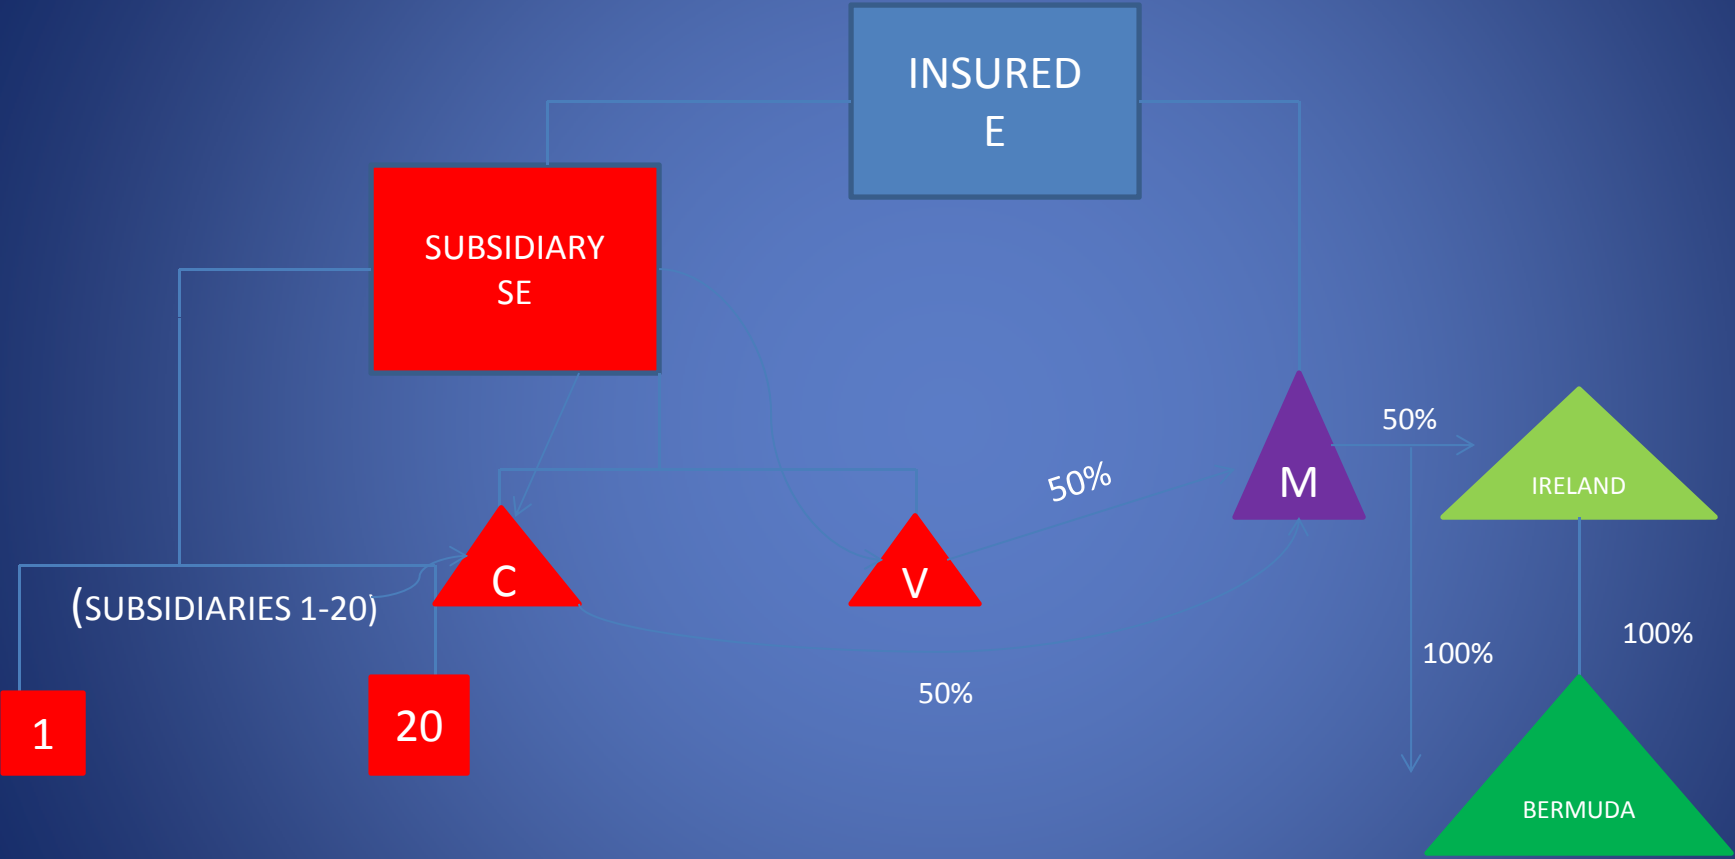 INSURED
E
SUBSIDIARY
SE
50%
50%
M
IRELAND
C
V
(SUBSIDIARIES 1-20)
100%
100%
50%
1
20
BERMUDA